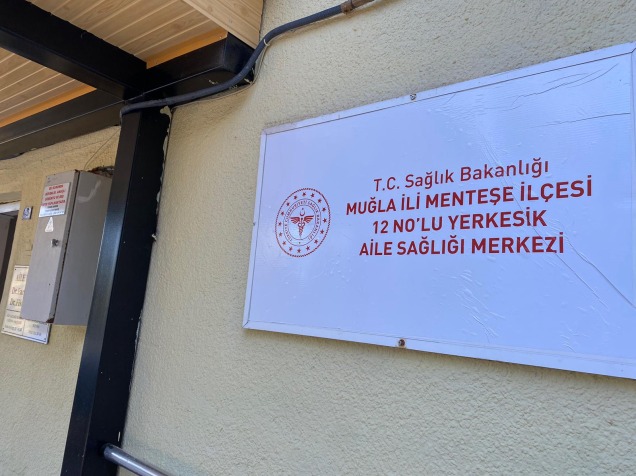 T.C. Sağlık Bakanlığı
MUĞLA İLİ MENTEŞE İLÇESİ
12 NO'LU YERKESİK
AİLE SAĞLIĞI MERKEZİ